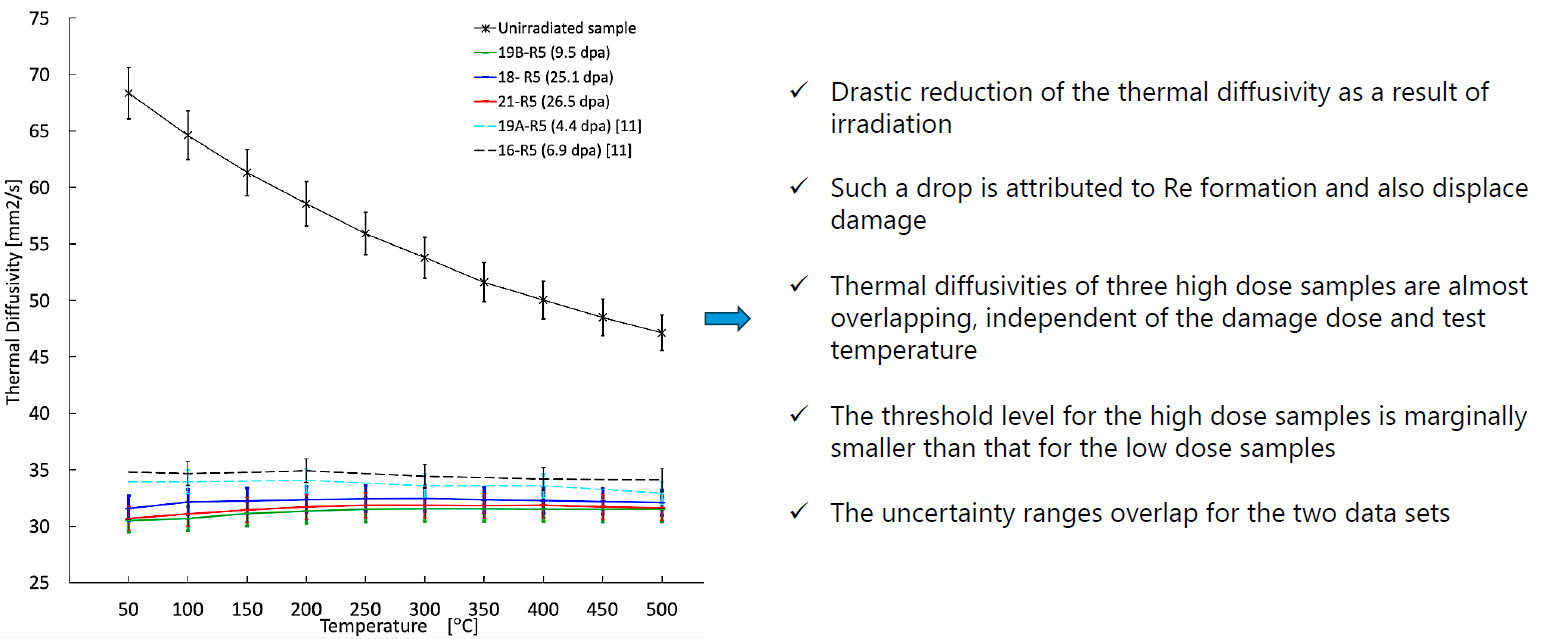 75
70
65
60
55
50
45
40
35
30
25
Thermal Diffusivity [mm2/s]
50 100 150 200 250 300 350 400 450 500
Temperature [°C]
Unirradiated sample
19B-R5 (9.5 dpa)
18- R5 (25.1 dpa)
21-R5 (26.5 dpa)
19A-R5 (4.4 dpa) [11]
16-R5 (6.9 dpa) [11]
✓ Drastic reduction of the thermal diffusivity as a result of
irradiation
✓ Such a drop is attributed to Re formation and also displace
damage
✓ Thermal diffusivities of three high dose samples are almost
overlapping, independent of the damage dose and test
temperature
✓ The threshold level for the high dose samples is marginally
smaller than that for the low dose samples
✓ The uncertainty ranges overlap for the two data sets